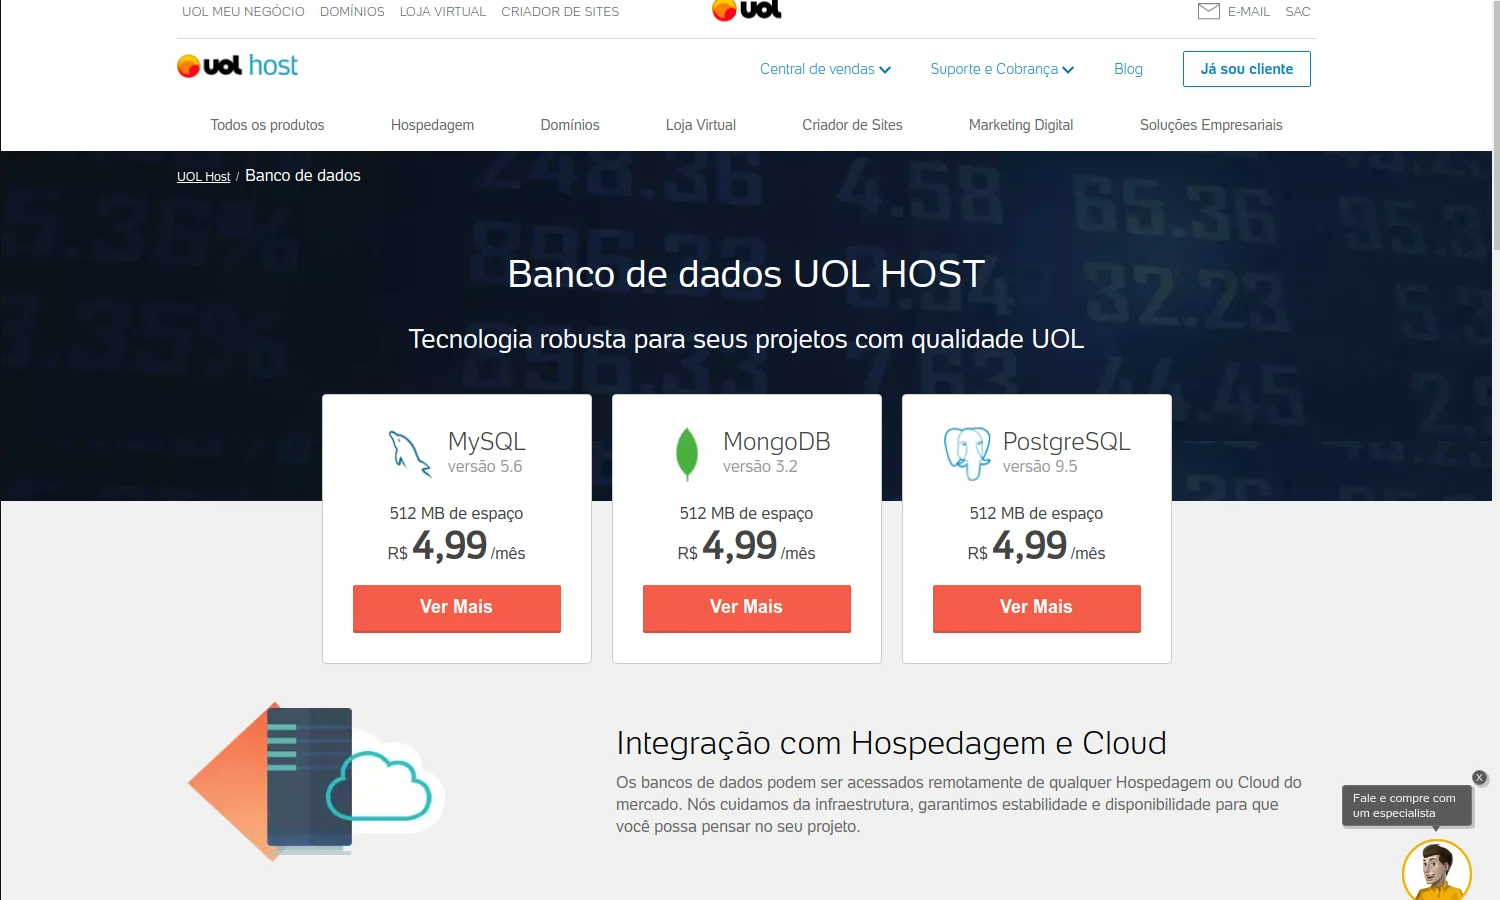 UOL MEU NEGÓCIO DOMÍNIOS LOJA VIRTUAL CRIADOR DE SITES
uol
E-MAIL SAC
uol host
Central de vendas Suporte e Cobrança Blog Já sou cliente
Todos os produtos Hospedagem Domínios Loja Virtual Criador de Sites Marketing Digital Soluções Empresariais
UOL Host / Banco de dados
Banco de dados UOL HOST
Tecnologia robusta para seus projetos com qualidade UOL
MySQL
versão 5.6
512 MB de espaço
R$ 4,99 /mês
Ver Mais
MongoDB
versão 3.2
512 MB de espaço
R$ 4,99 /mês
Ver Mais
PostgreSQL
versão 9.5
512 MB de espaço
R$ 4,99 /mês
Ver Mais
Integração com Hospedagem e Cloud
Os bancos de dados podem ser acessados remotamente de qualquer Hospedagem ou Cloud do
mercado. Nós cuidamos da infraestrutura, garantimos estabilidade e disponibilidade para que
você possa pensar no seu projeto.
X
Fale e compre com
um especialista